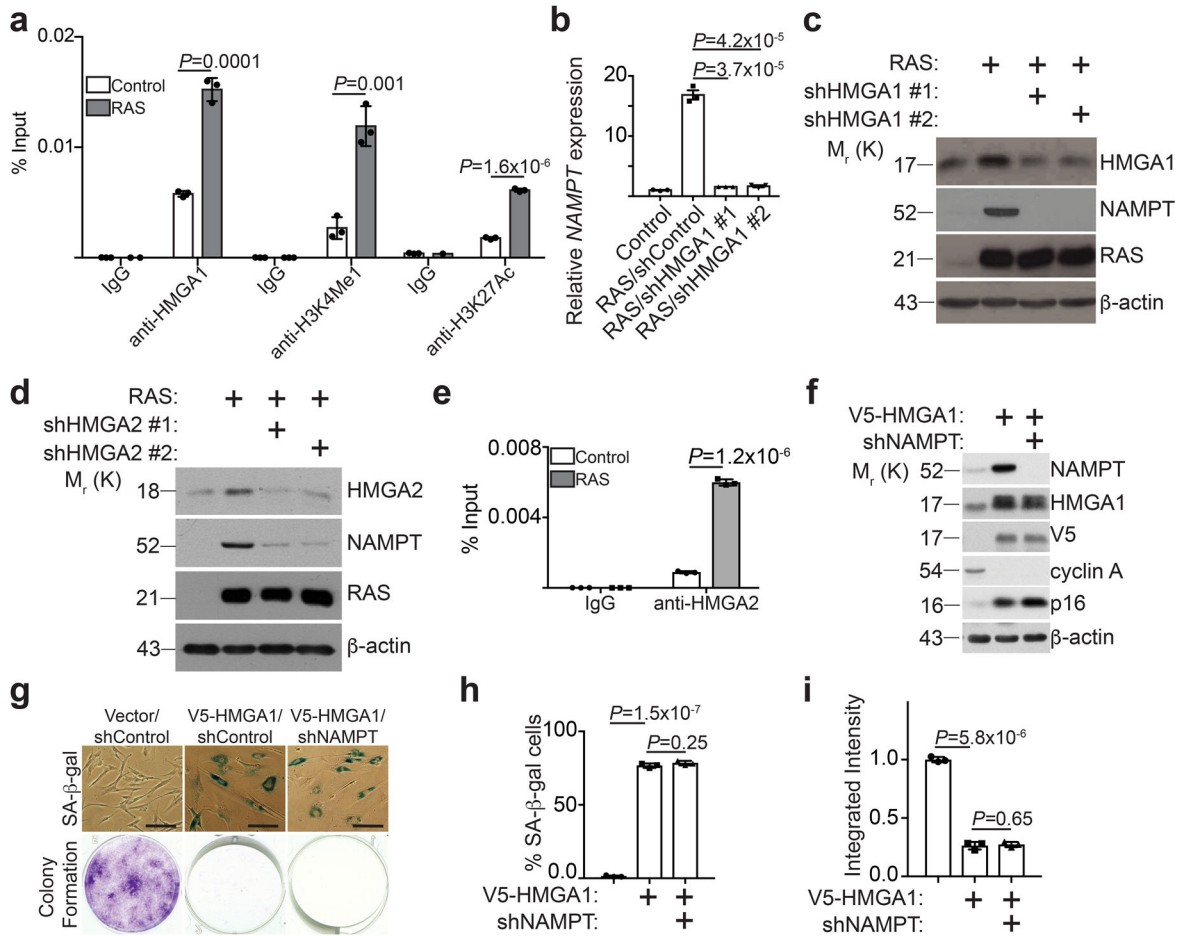 a
0.02
0.01
0.00
% Input
Control
RAS
P=0.0001
P=0.001
P=1.6x10-6
IgG
anti-HMGA1
IgG
anti-H3K4Me1
IgG
anti-H3K27Ac
b
P=4.2x10-5
P=3.7x10-5
20
10
0
Relative NAMPT expression
Control
RAS/shControl
RAS/shHMGA1 #1
RAS/shHMGA1 #2
c
RAS: + + +
shHMGA1 #1: +
shHMGA1 #2: +
Mr (K)
17 HMGA1
52 NAMPT
21 RAS
43 β-actin
d
RAS: + + +
shHMGA2 #1: +
shHMGA2 #2: +
Mr (K)
18 HMGA2
52 NAMPT
21 RAS
43 β-actin
e
0.008
0.004
0.000
% Input
Control
RAS
P=1.2x10-6
IgG
anti-HMGA2
f
V5-HMGA1: + +
shNAMPT: +
Mr (K)
52 NAMPT
17 HMGA1
17 V5
54 cyclin A
16 p16
43 β-actin
g
Vector/
shControl
V5-HMGA1/
shControl
V5-HMGA1/
shNAMPT
SA-β-gal
Colony
Formation
h
% SA-β-gal cells
100
50
0.0
P=1.5x10-7
P=0.25
V5-HMGA1: + +
shNAMPT: +
i
Integrated Intensity
1.0
0.5
0.0
P=5.8x10-6
P=0.65
V5-HMGA1: + +
shNAMPT: +